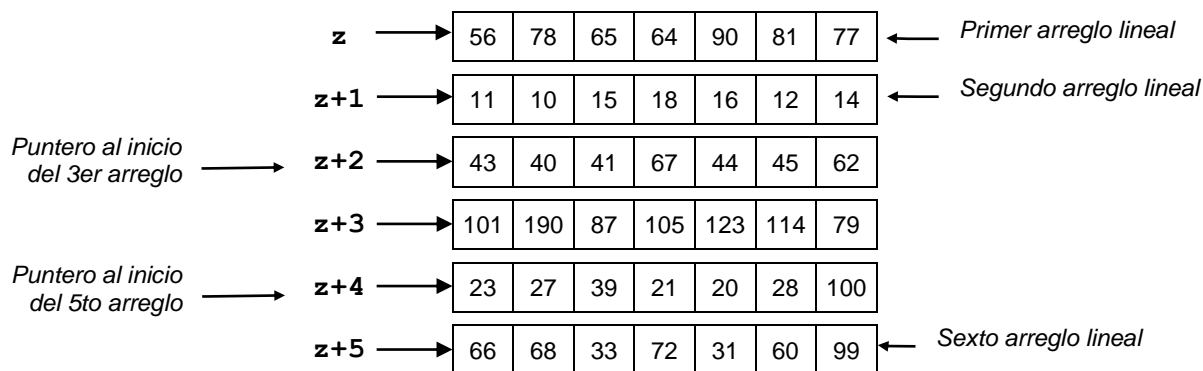 z 56 78 65 64 90 81 77 Primer arreglo lineal
z+1 11 10 15 18 16 12 14 Segundo arreglo lineal
Puntero al inicio
del 3er arreglo
z+2 43 40 41 67 44 45 62
z+3 101 190 87 105 123 114 79
Puntero al inicio
del 5to arreglo
z+4 23 27 39 21 20 28 100
z+5 66 68 33 72 31 60 99 Sexto arreglo lineal